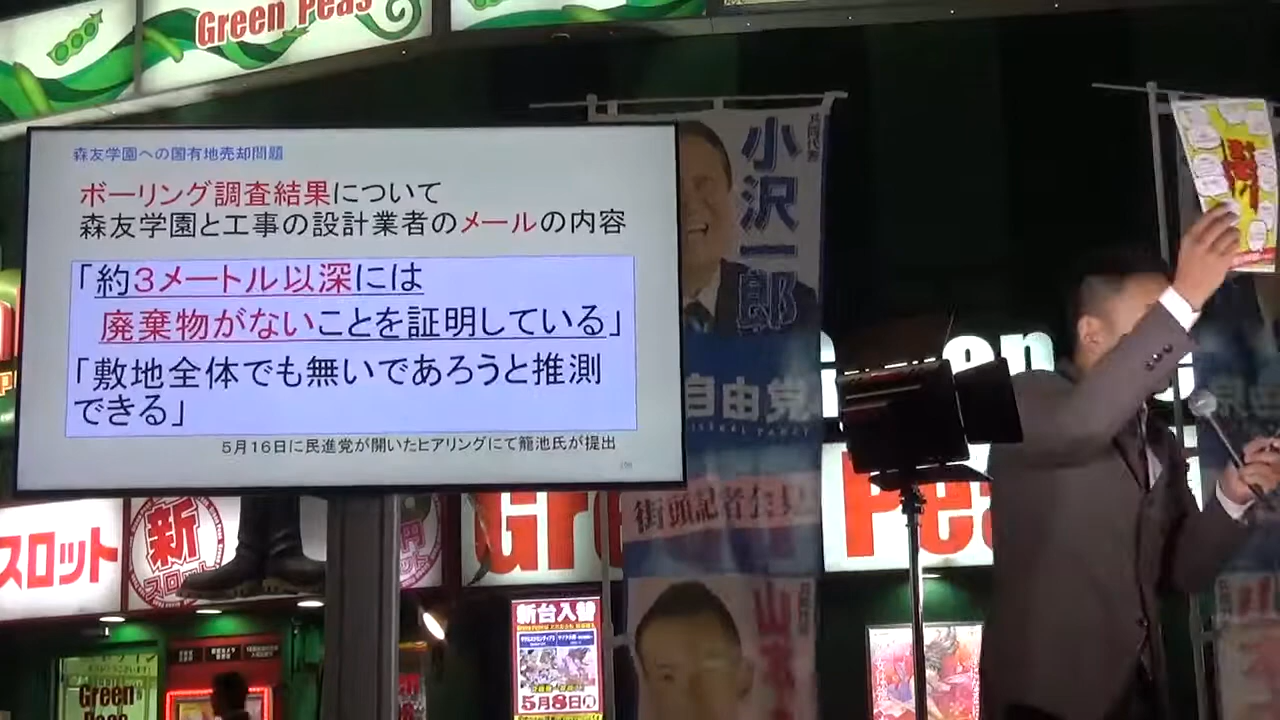 Green Peas
森友学園への国有地売却問題
ボーリング調査結果について
森友学園と工事の設計業者のメールの内容
「約3メートル以深には
廃棄物がないことを証明している」
「敷地全体でも無いであろうと推測
できる」
5月16日に民進党が開いたヒアリングにて籠池氏が提出
小沢一郎
自由党
街頭記者会見
山本
スロット
新
スロット
新台入替
5月8日
Green
Peas
Green
Peas